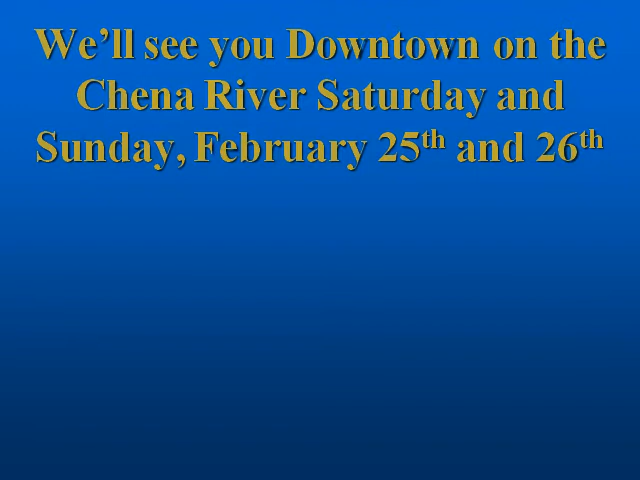 We’ll see you Downtown on the
Chena River Saturday and
Sunday, February 25th and 26th